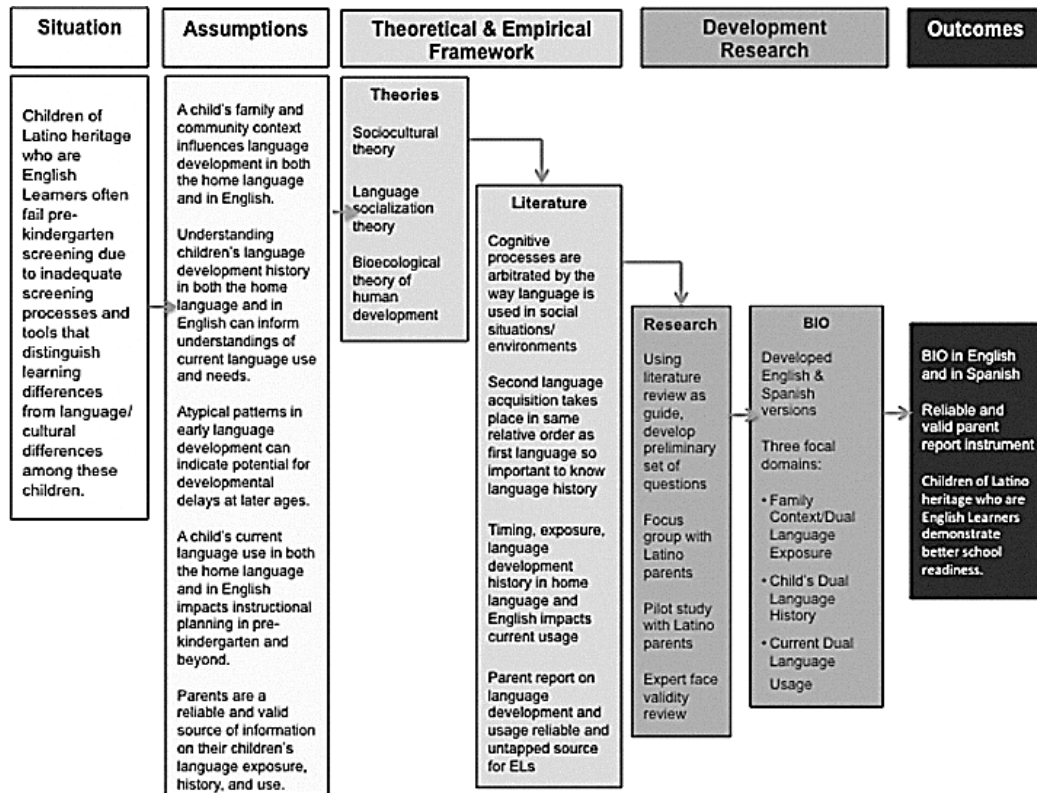 Situation
Assumptions
Theoretical & Empirical
Framework
Development
Research
Outcomes
Children of
Latino heritage
who are
English
Learners often
fail pre-
kindergarten
screening due
to inadequate
screening
processes and
tools that
distinguish
learning
differences
from language/
cultural
differences
among these
children.
A child's family and
community context
influences language
development in both
the home language
and in English.
Understanding
children's language
development history
in both the home
language and in
English can inform
understandings of
current language use
and needs.
Atypical patterns in
early language
development can
indicate potential for
developmental
delays at later ages.
A child's current
language use in both
the home language
and in English
impacts instructional
planning in pre-
kindergarten and
beyond.
Parents are a
reliable and valid
source of information
on their children's
language exposure,
history, and use.
Theories
Sociocultural
theory
Language
socialization
theory
Bioecological
theory of
human
development
Literature
Cognitive
processes are
arbitrated by the
way language is
used in social
situations/
environments
Second language
acquisition takes
place in same
relative order as
first language so
important to know
language history
Timing, exposure,
language
development
history in home
language and
English impacts
current usage
Parent report on
language
development and
usage reliable and
untapped source
for ELs
Research
Using
literature
review as
guide,
develop
preliminary
set of
questions
Focus
group with
Latino
parents
Pilot study
with Latino
parents
Expert face
validity
review
BIO
Developed
English &
Spanish
versions
Three focal
domains:
• Family
Context/Dual
Language
Exposure
• Child's Dual
Language
History
• Current Dual
Language
Usage
BIO in English
and in Spanish
Reliable and
valid parent
report instrument
Children of Latino
heritage who are
English Learners
demonstrate
better school
readiness.